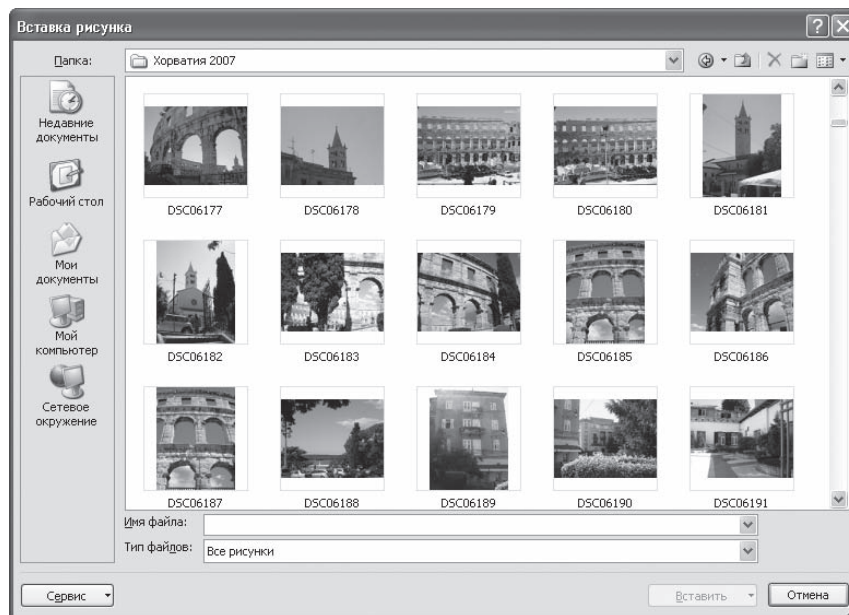 Вставка рисунка
Папка:
Хорватия 2007
Недавние
документы
Рабочий стол
Мои
документы
Мой
компьютер
Сетевое
окружение
DSC06177 DSC06178 DSC06179 DSC06180 DSC06181
DSC06182 DSC06183 DSC06184 DSC06185 DSC06186
DSC06187 DSC06188 DSC06189 DSC06190 DSC06191
Имя файла:
Тип файлов: Все рисунки
Сервис Вставить Отмена